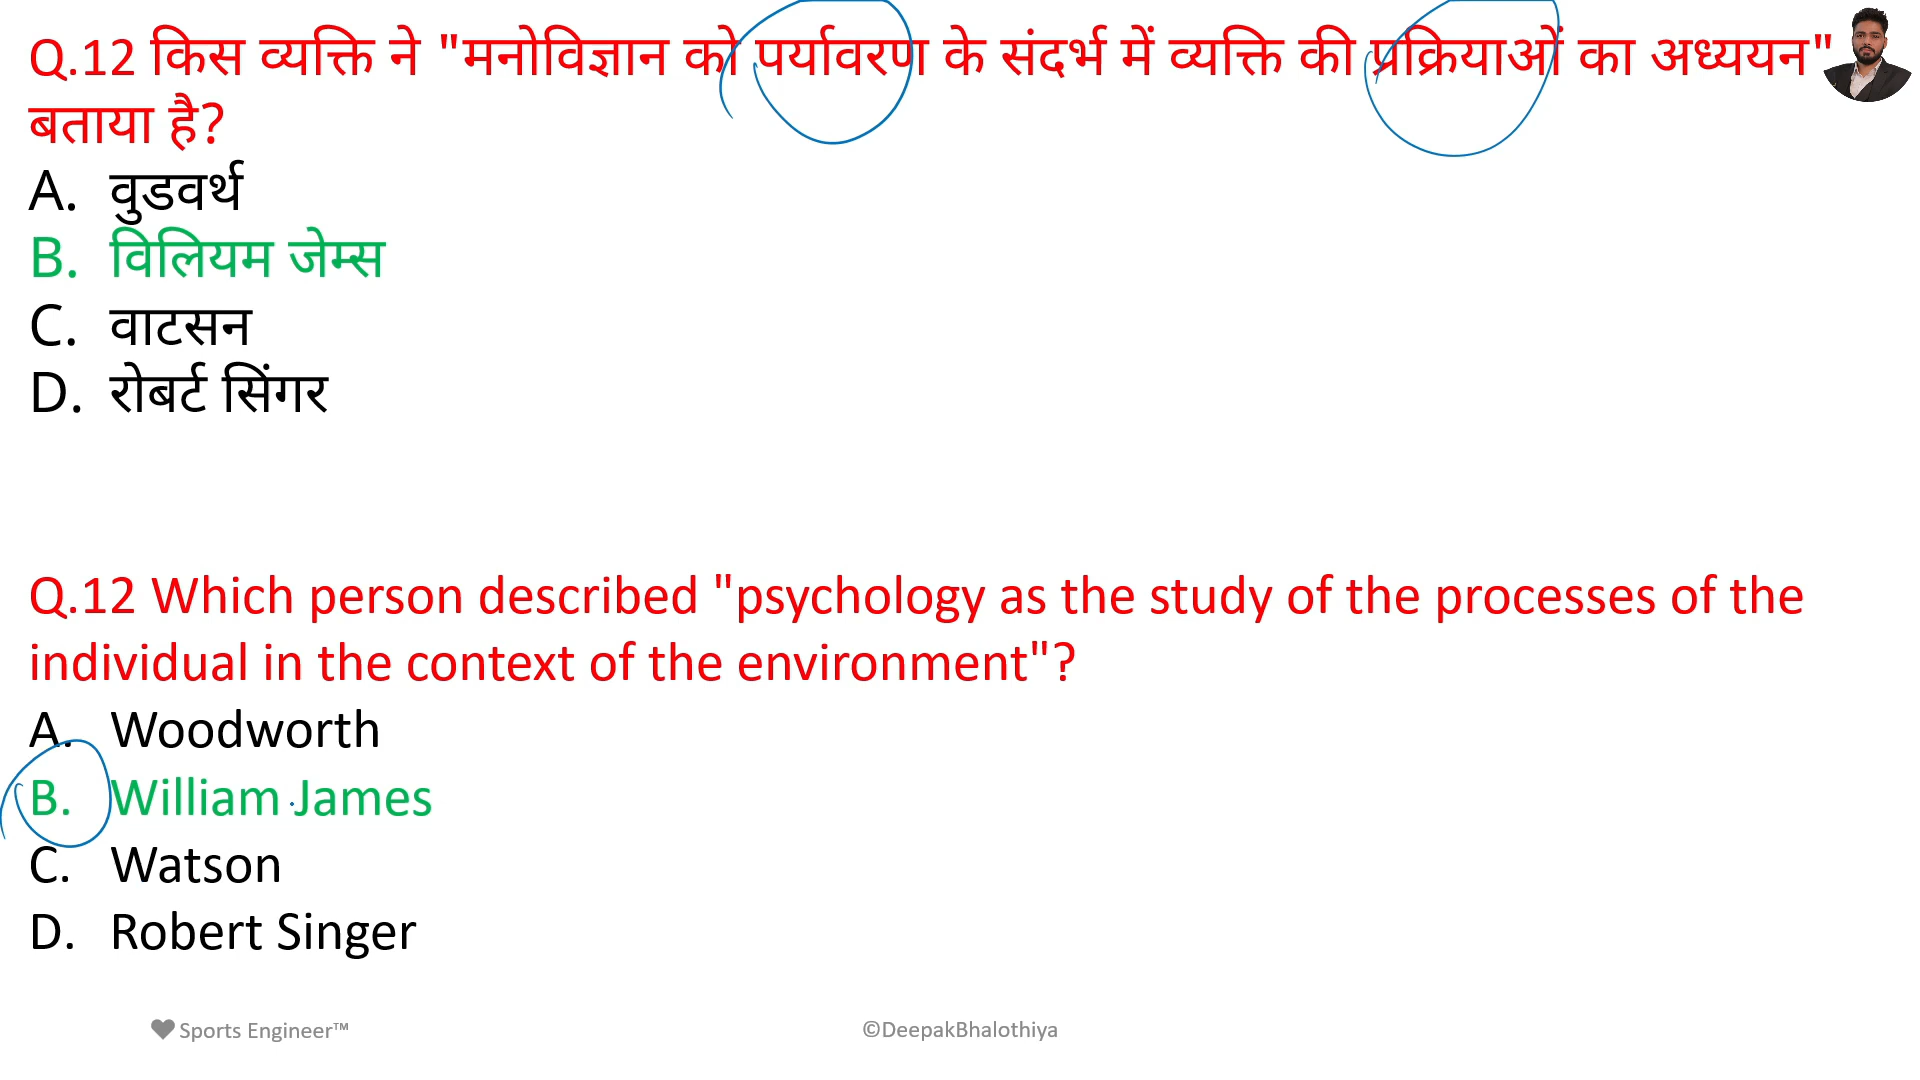 Q.12 किस व्यक्ति ने "मनोविज्ञान को पर्यावरण के संदर्भ में व्यक्ति की प्रक्रियाओं का अध्ययन"
बताया है?
A. वुडवर्थ
B. विलियम जेम्स
C. वाटसन
D. रोबर्ट सिंगर
Q.12 Which person described "psychology as the study of the processes of the
individual in the context of the environment"?
A. Woodworth
B. William James
C. Watson
D. Robert Singer
Sports Engineer™
©DeepakBhalothiya